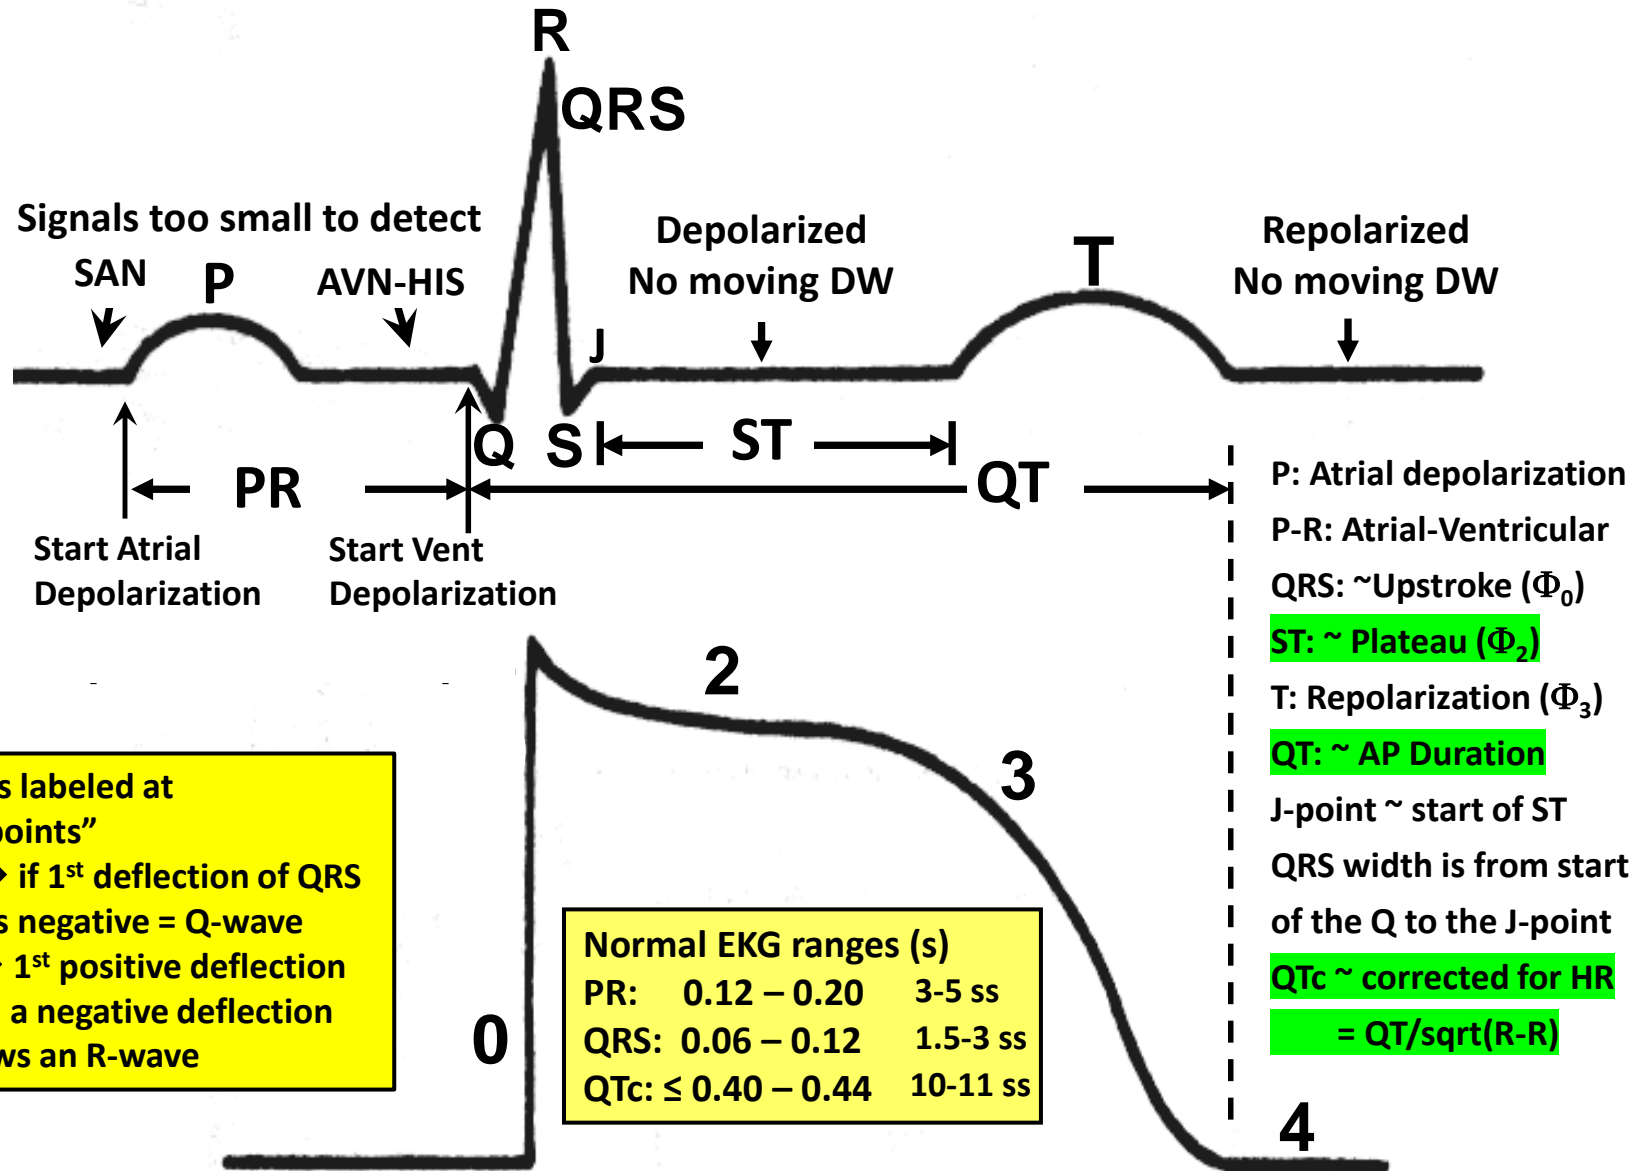 R
QRS
Signals too small to detect
SAN
P
AVN-HIS
J
Depolarized
No moving DW
T
Repolarized
No moving DW
Q
S
ST
PR
QT
Start Atrial
Depolarization
Start Vent
Depolarization
P: Atrial depolarization
P-R: Atrial-Ventricular
QRS: ~Upstroke (Φ₀)
ST: ~ Plateau (Φ₂)
T: Repolarization (Φ₃)
QT: ~ AP Duration
J-point ~ start of ST
QRS width is from start
of the Q to the J-point
QTc ~ corrected for HR
= QT/sqrt(R-R)
0
2
3
4
s labeled at
points”
if 1st deflection of QRS
s negative = Q-wave
1st positive deflection
a negative deflection
ws an R-wave
Normal EKG ranges (s)
PR: 0.12 – 0.20 3-5 ss
QRS: 0.06 – 0.12 1.5-3 ss
QTc: ≤ 0.40 – 0.44 10-11 ss